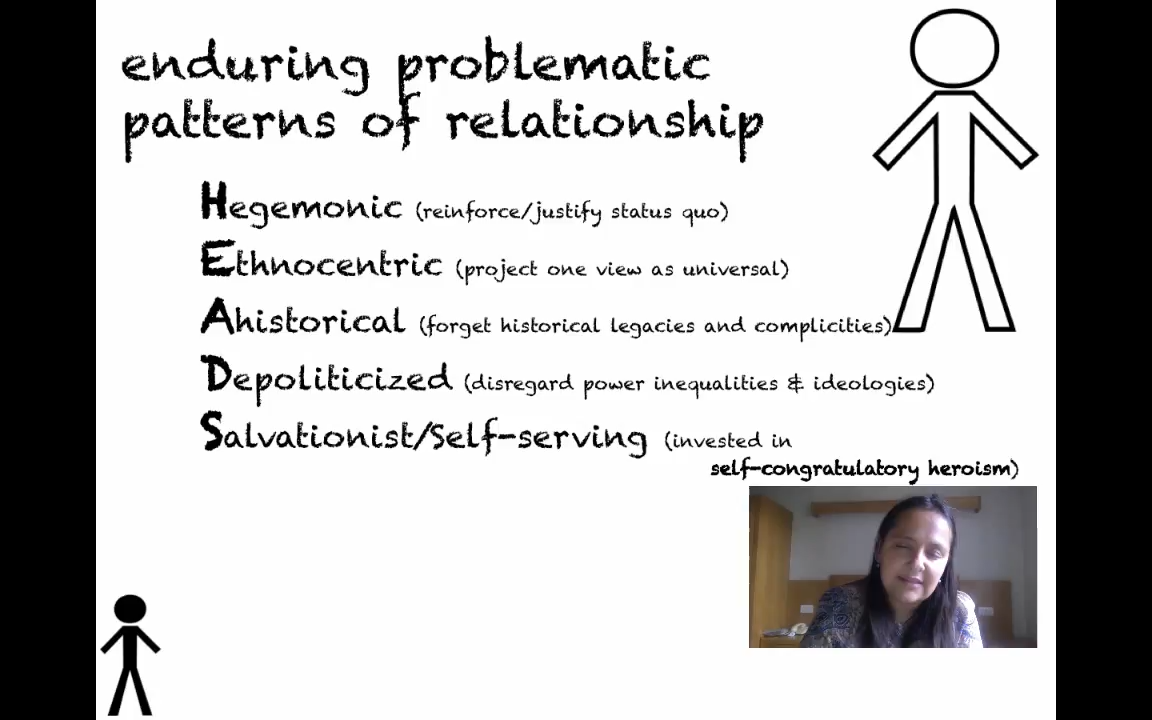 enduring problematic
patterns of relationship
Hegemonic (reinforce/justify status quo)
Ethnocentric (project one view as universal)
Ahistorical (forget historical legacies and complicities)
Depoliticized (disregard power inequalities & ideologies)
Salvationist/Self-serving (invested in
self-congratulatory heroism)